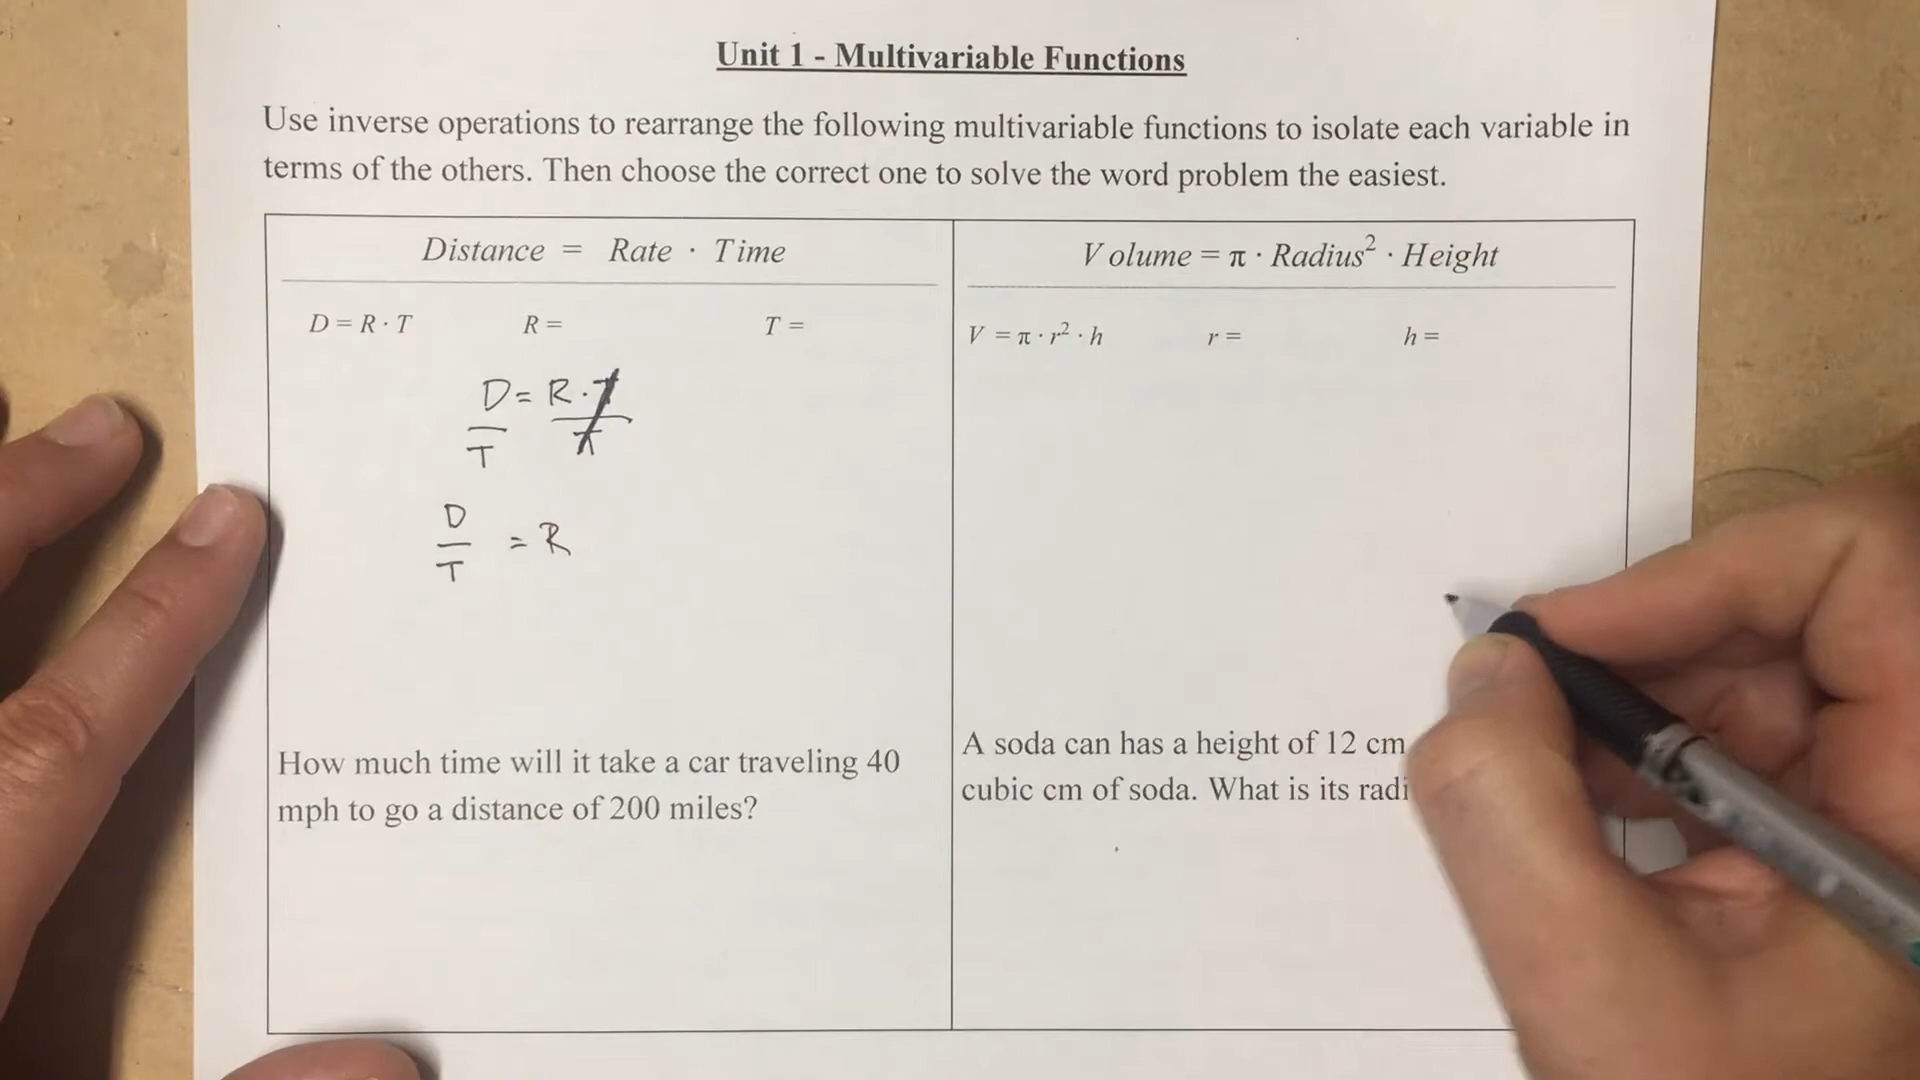 Unit 1 - Multivariable Functions
Use inverse operations to rearrange the following multivariable functions to isolate each variable in
terms of the others. Then choose the correct one to solve the word problem the easiest.
Distance = Rate · Time
D = R · T R = T =
D = R · T
T T
D
T
= R
How much time will it take a car traveling 40
mph to go a distance of 200 miles?
Volume = π · Radius² · Height
V = π · r² · h r = h =
A soda can has a height of 12 cm
cubic cm of soda. What is its